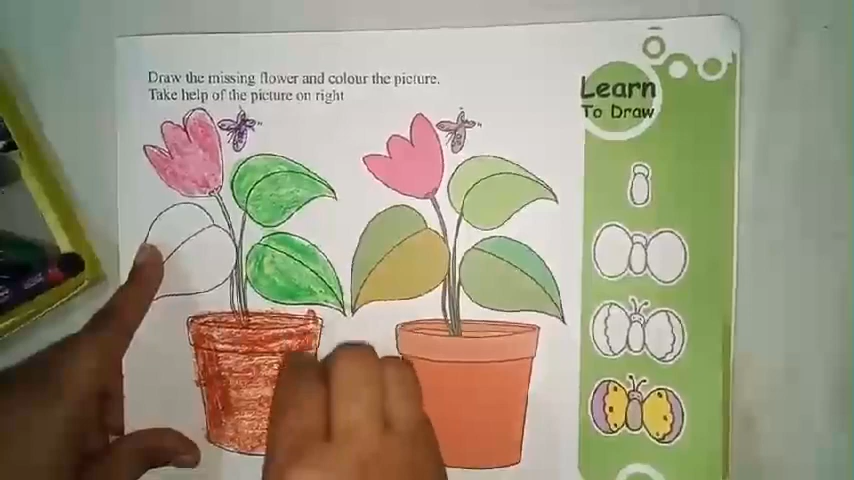 Draw the missing flower and colour the picture.
Take help of the picture on right
Learn
To Draw